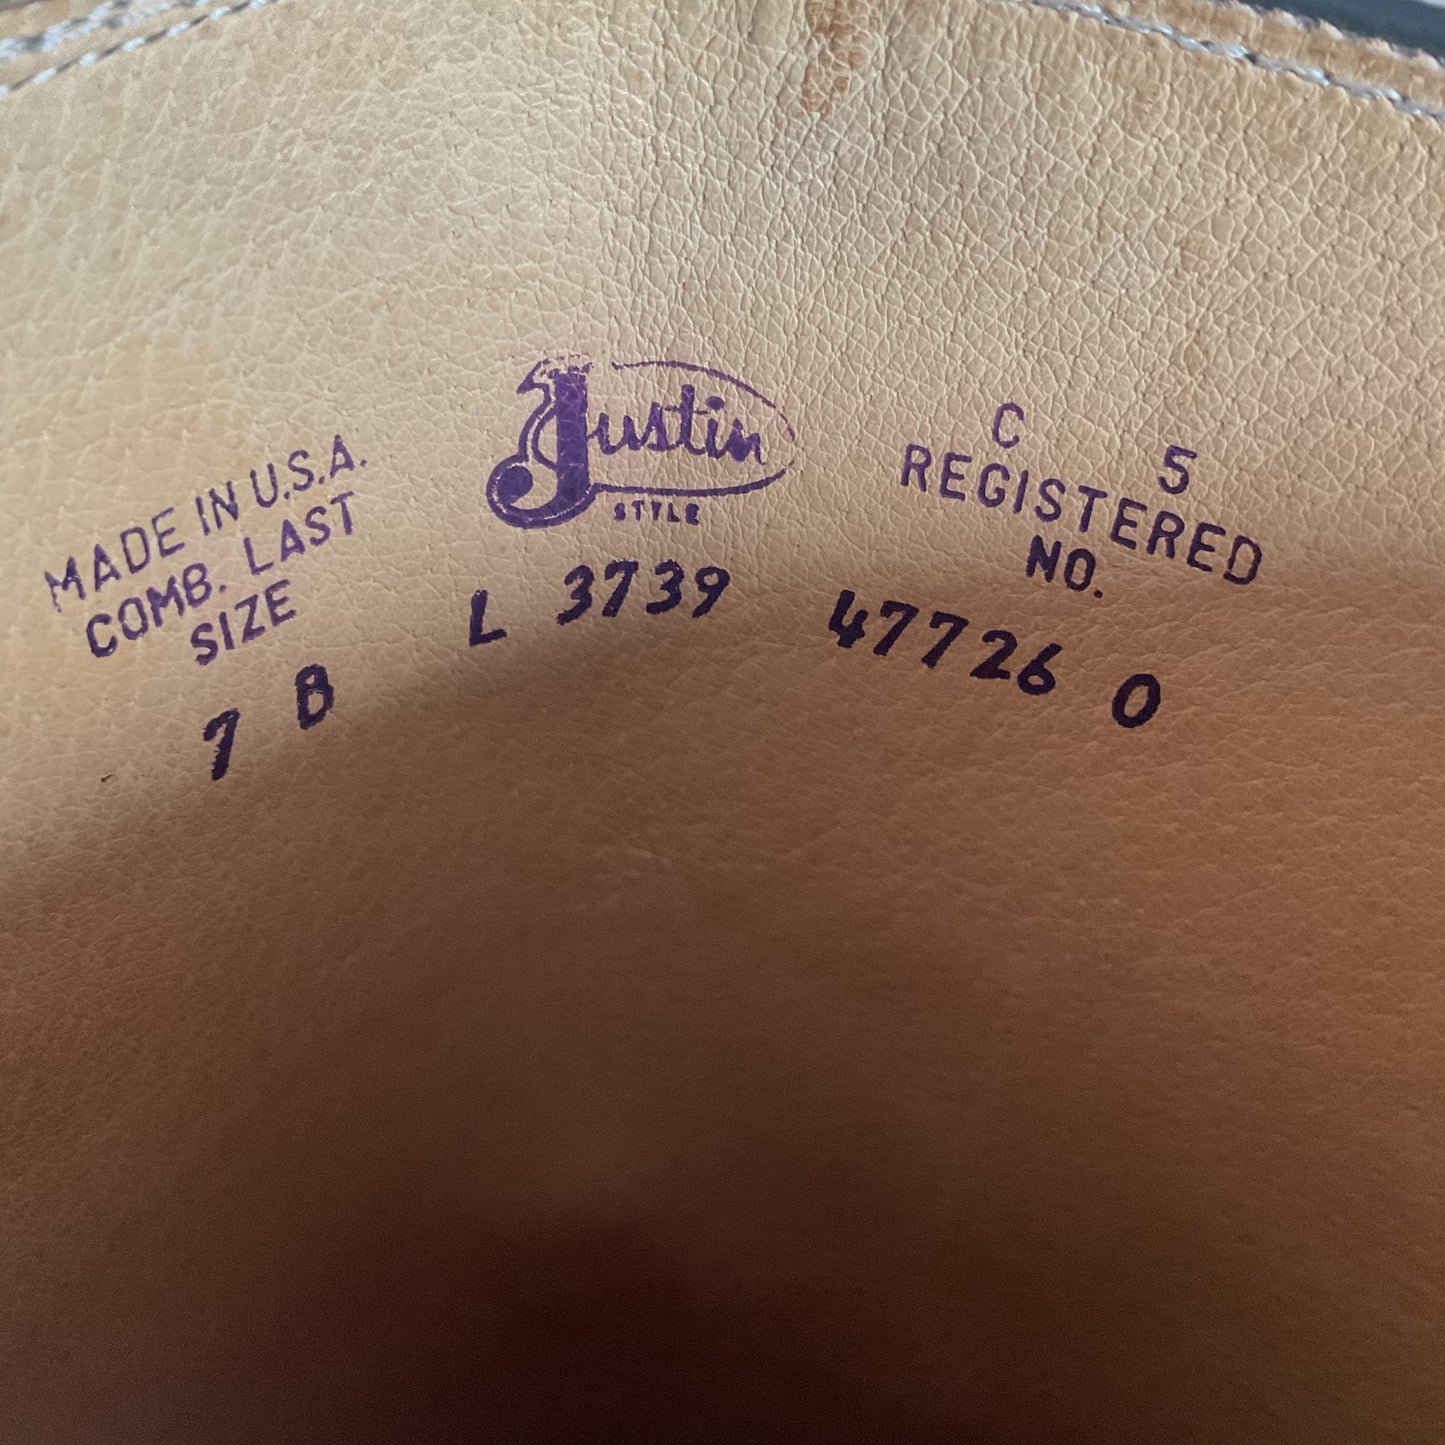 MADE IN U.S.A.
COMB. LAST
SIZE
7 B
Justin
STYLE
L 3739
C 5
REGISTERED
NO.
47726 0